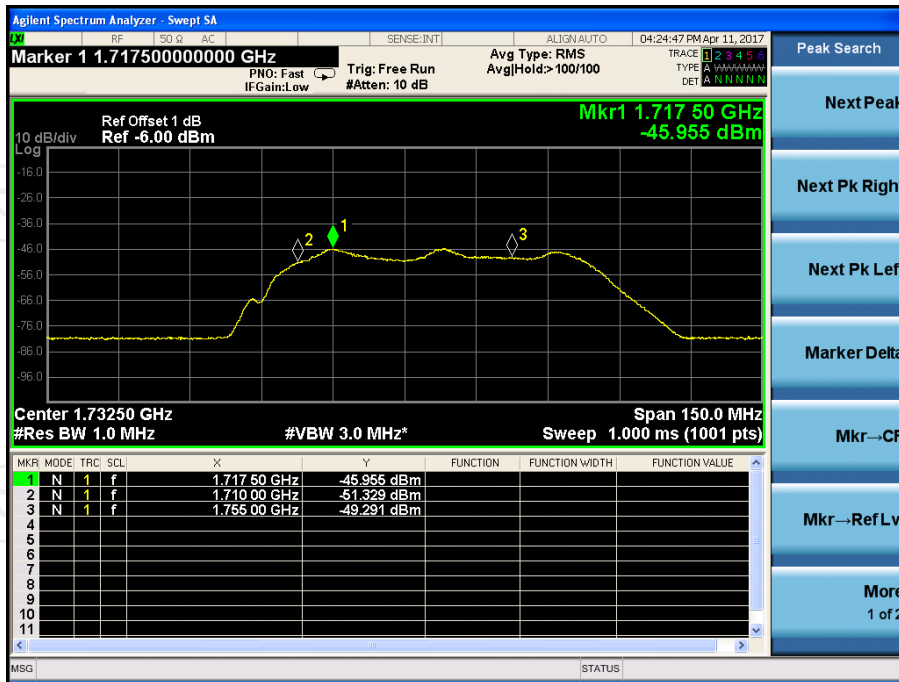 Agilent Spectrum Analyzer - Swept SA
LXI RF 50 Ω AC SENSE:INT ALIGN AUTO 04:24:47 PM Apr 11, 2017
Marker 1 1.717500000000 GHz
PNO: Fast
IFGain:Low
Trig: Free Run
#Atten: 10 dB
Avg Type: RMS
Avg|Hold:>100/100
TRACE 1 2 3 4 5 6
TYPE A WWWWW
DET A N N N N N
Peak Search
Mkr1 1.717 50 GHz
-45.955 dBm
Ref Offset 1 dB
10 dB/div Ref -6.00 dBm
Log
-16.0
-26.0
-36.0
-46.0
-56.0
-66.0
-76.0
-86.0
-96.0
2 1 3
Center 1.73250 GHz Span 150.0 MHz
#Res BW 1.0 MHz #VBW 3.0 MHz* Sweep 1.000 ms (1001 pts)
MKR MODE TRC SCL X Y FUNCTION FUNCTION WIDTH FUNCTION VALUE
1 N 1 f 1.717 50 GHz -45.955 dBm
2 N 1 f 1.710 00 GHz -51.329 dBm
3 N 1 f 1.755 00 GHz -49.291 dBm
4
5
6
7
8
9
10
11
MSG STATUS
Next Peak
Next Pk Righ
Next Pk Lef
Marker Delta
Mkr→CF
Mkr→Ref Lv
More
1 of 2